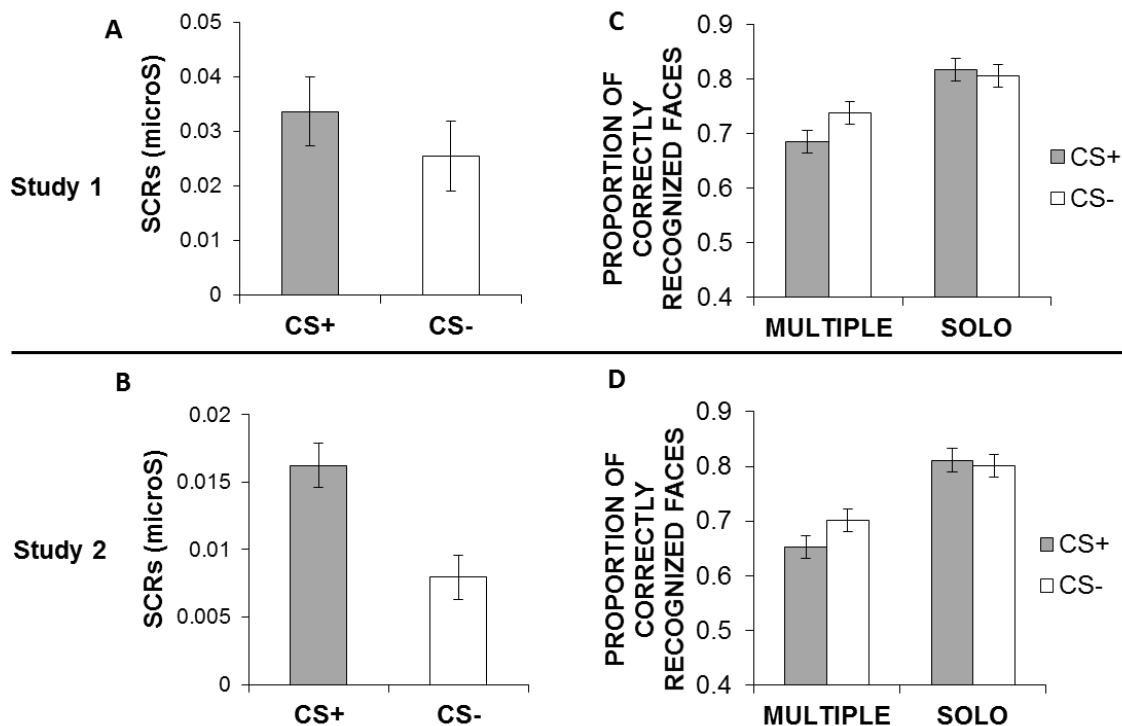 A
0.05
0.04
0.03
0.02
0.01
0
SCRs (microS)
CS+ CS-
Study 1
C
0.9
0.8
0.7
0.6
0.5
0.4
PROPORTION OF
CORRECTLY
RECOGNIZED FACES
MULTIPLE SOLO
CS+
CS-
B
0.02
0.015
0.01
0.005
0
SCRs (microS)
CS+ CS-
Study 2
D
0.9
0.8
0.7
0.6
0.5
0.4
PROPORTION OF
CORRECTLY
RECOGNIZED FACES
MULTIPLE SOLO
CS+
CS-